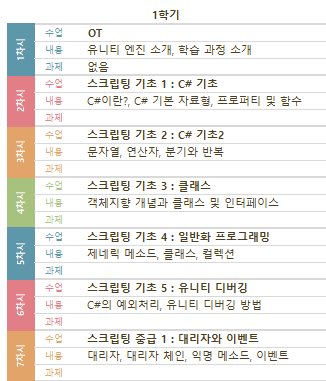 1학기
1차시
수업 OT
내용 유니티 엔진 소개, 학습 과정 소개
과제 없음
2차시
수업 스크립팅 기초 1 : C# 기초
내용 C#이란?, C# 기본 자료형, 프로퍼티 및 함수
과제
3차시
수업 스크립팅 기초 2 : C# 기초2
내용 문자열, 연산자, 분기와 반복
과제
4차시
수업 스크립팅 기초 3 : 클래스
내용 객체지향 개념과 클래스 및 인터페이스
과제
5차시
수업 스크립팅 기초 4 : 일반화 프로그래밍
내용 제네릭 메소드, 클래스, 컬렉션
과제
6차시
수업 스크립팅 기초 5 : 유니티 디버깅
내용 C#의 예외처리, 유니티 디버깅 방법
과제
7차시
수업 스크립팅 중급 1 : 대리자와 이벤트
내용 대리자, 대리자 체인, 익명 메소드, 이벤트
과제